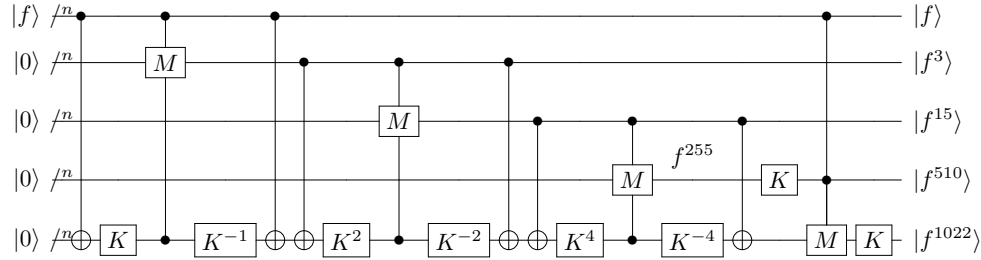 |f⟩ /ⁿ |f⟩
|0⟩ /ⁿ M |f³⟩
|0⟩ /ⁿ M |f¹⁵⟩
f²⁵⁵
|0⟩ /ⁿ M K |f⁵¹⁰⟩
|0⟩ /ⁿ K K⁻¹ K² K⁻² K⁴ K⁻⁴ M K |f¹⁰²²⟩